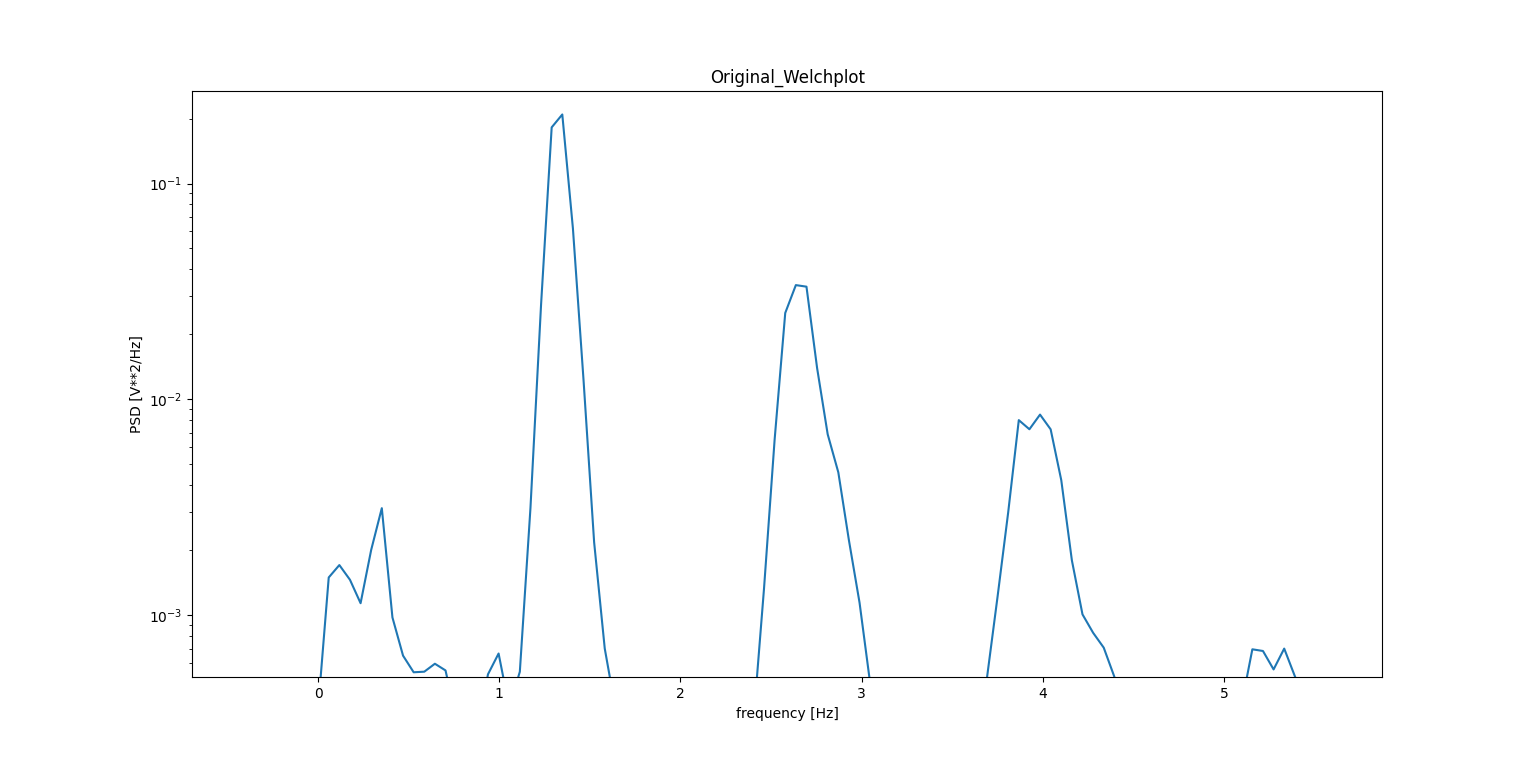 Original_Welchplot
PSD [V**2/Hz]
10⁻¹
10⁻²
10⁻³
0 1 2 3 4 5
frequency [Hz]